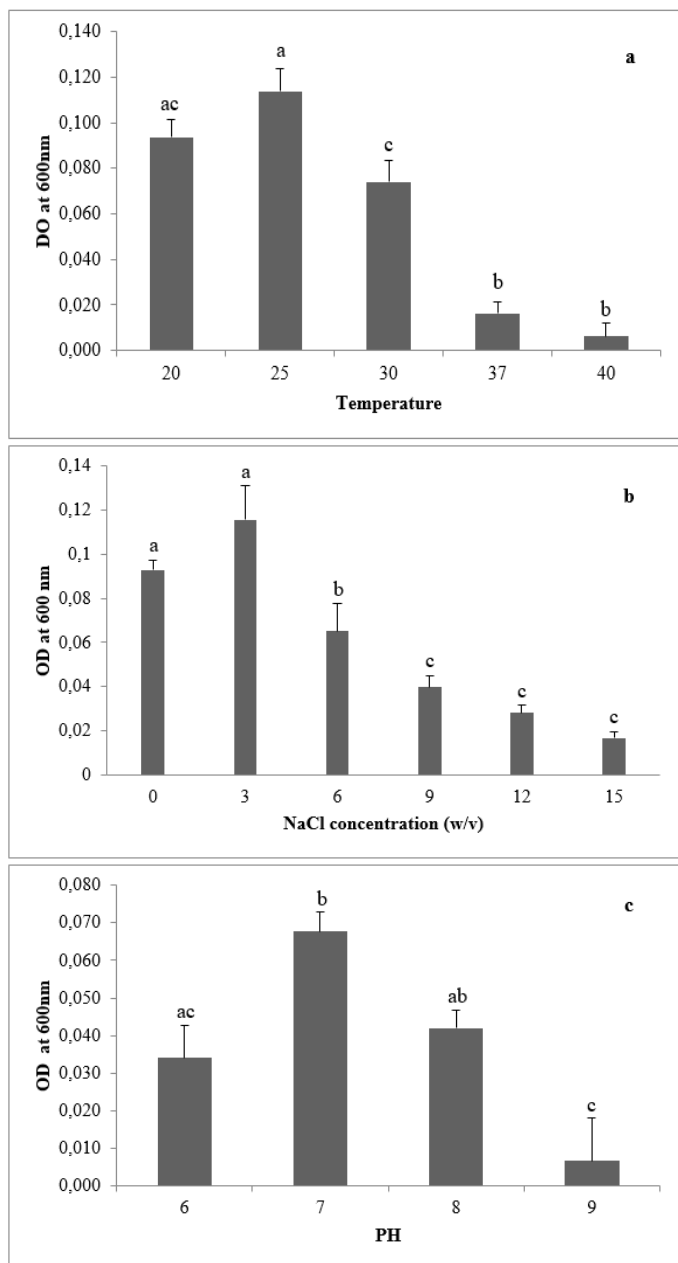 0,140
0,120
0,100
0,080
0,060
0,040
0,020
0,000
DO at 600nm
a
ac a c b b
20 25 30 37 40
Temperature
0,14
0,12
0,1
0,08
0,06
0,04
0,02
0
OD at 600 nm
b
a a b c c c
0 3 6 9 12 15
NaCl concentration (w/v)
0,080
0,070
0,060
0,050
0,040
0,030
0,020
0,010
0,000
OD at 600nm
c
ac b ab c
6 7 8 9
PH